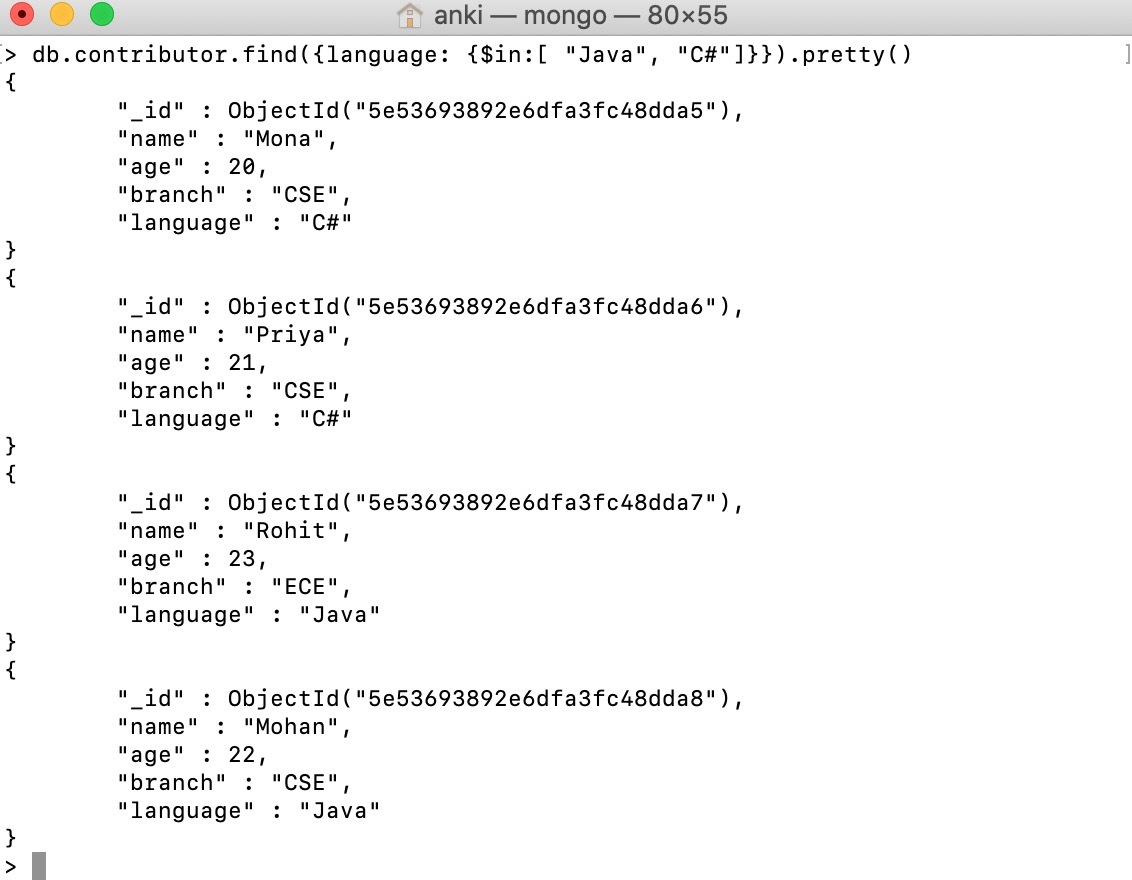 anki — mongo — 80×55
[> db.contributor.find({language: {$in:[ "Java", "C#"]}}).pretty() ]
{
        "_id" : ObjectId("5e53693892e6dfa3fc48dda5"),
        "name" : "Mona",
        "age" : 20,
        "branch" : "CSE",
        "language" : "C#"
}
{
        "_id" : ObjectId("5e53693892e6dfa3fc48dda6"),
        "name" : "Priya",
        "age" : 21,
        "branch" : "CSE",
        "language" : "C#"
}
{
        "_id" : ObjectId("5e53693892e6dfa3fc48dda7"),
        "name" : "Rohit",
        "age" : 23,
        "branch" : "ECE",
        "language" : "Java"
}
{
        "_id" : ObjectId("5e53693892e6dfa3fc48dda8"),
        "name" : "Mohan",
        "age" : 22,
        "branch" : "CSE",
        "language" : "Java"
}
>